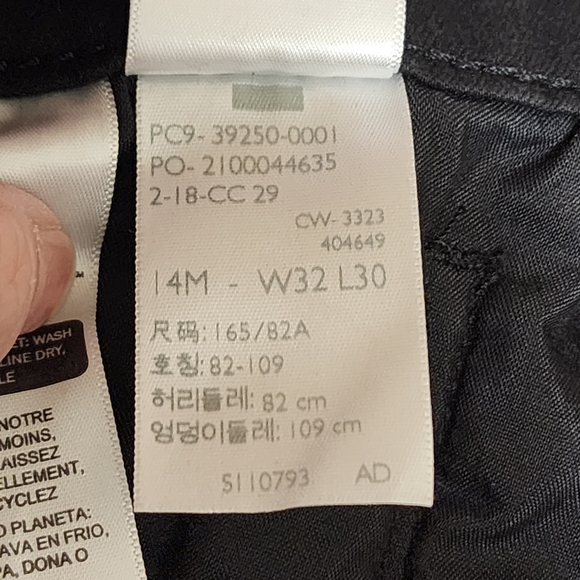 PC9-39250-0001
PO-2100044635
2-18-CC 29
CW-3323
404649
14M - W32 L30
尺码:165/82A
호칭:82-109
허리둘레: 82 cm
엉덩이둘레: 109 cm
5110793 AD
™
: WASH
LINE DRY,
LE
NOTRE
MOINS,
AISSEZ
ELLEMENT,
CYCLEZ
PLANETA:
AVA EN FRIO,
PA, DONA O